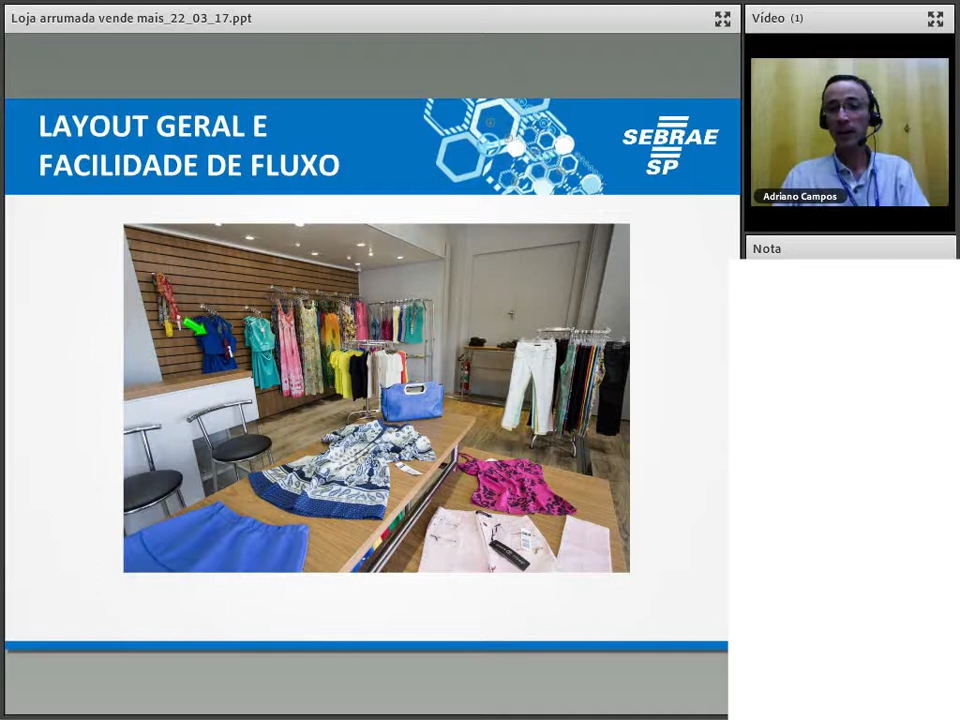 Loja arrumada vende mais_22_03_17.ppt
Vídeo (1)
LAYOUT GERAL E
FACILIDADE DE FLUXO
SEBRAE
SP
Adriano Campos
Nota